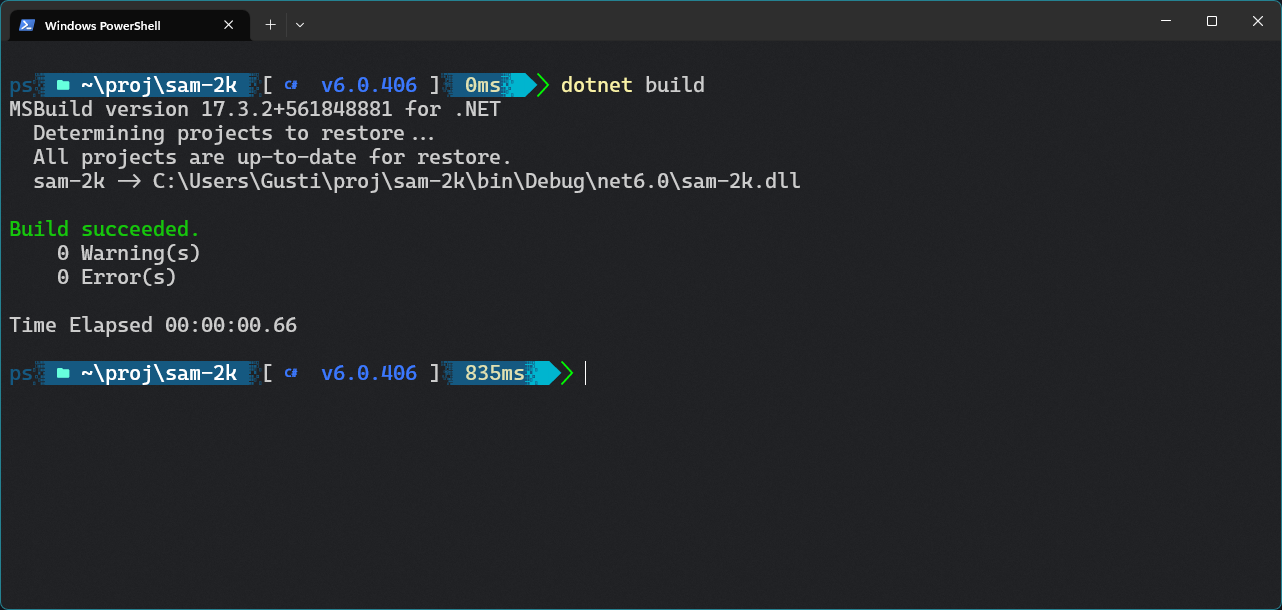 Windows PowerShell
ps ~\proj\sam-2k [ C# v6.0.406 ] 0ms dotnet build
MSBuild version 17.3.2+561848881 for .NET
Determining projects to restore...
All projects are up-to-date for restore.
sam-2k -> C:\Users\Gusti\proj\sam-2k\bin\Debug\net6.0\sam-2k.dll
Build succeeded.
0 Warning(s)
0 Error(s)
Time Elapsed 00:00:00.66
ps ~\proj\sam-2k [ C# v6.0.406 ] 835ms